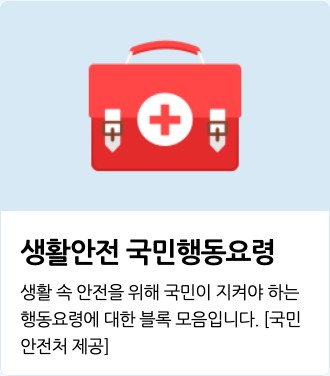 생활안전 국민행동요령
생활 속 안전을 위해 국민이 지켜야 하는
행동요령에 대한 블록 모음입니다. [국민
안전처 제공]